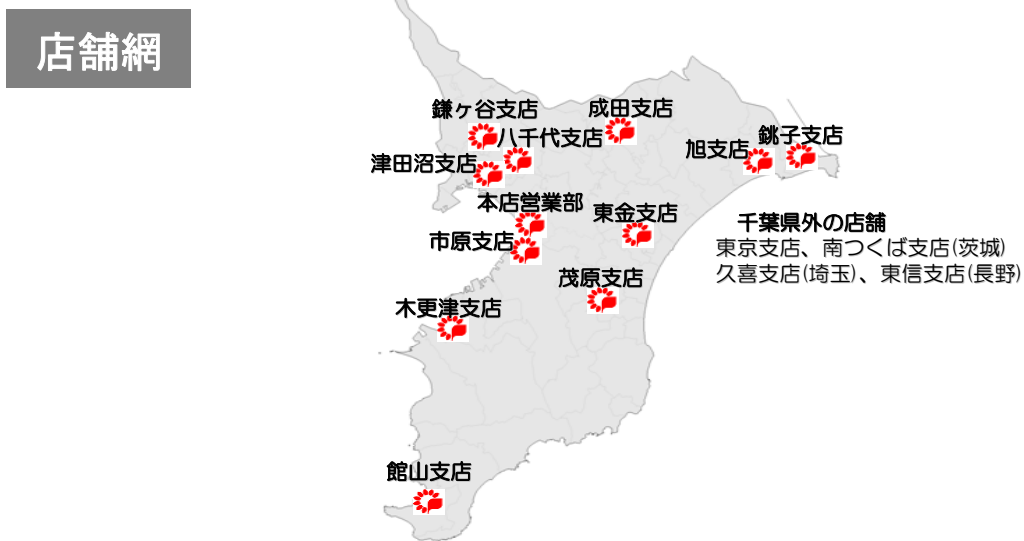 店舗網
鎌ヶ谷支店
成田支店
八千代支店
銚子支店
旭支店
津田沼支店
本店営業部
東金支店
市原支店
千葉県外の店舗
東京支店、南つくば支店(茨城)
久喜支店(埼玉)、東信支店(長野)
茂原支店
木更津支店
館山支店